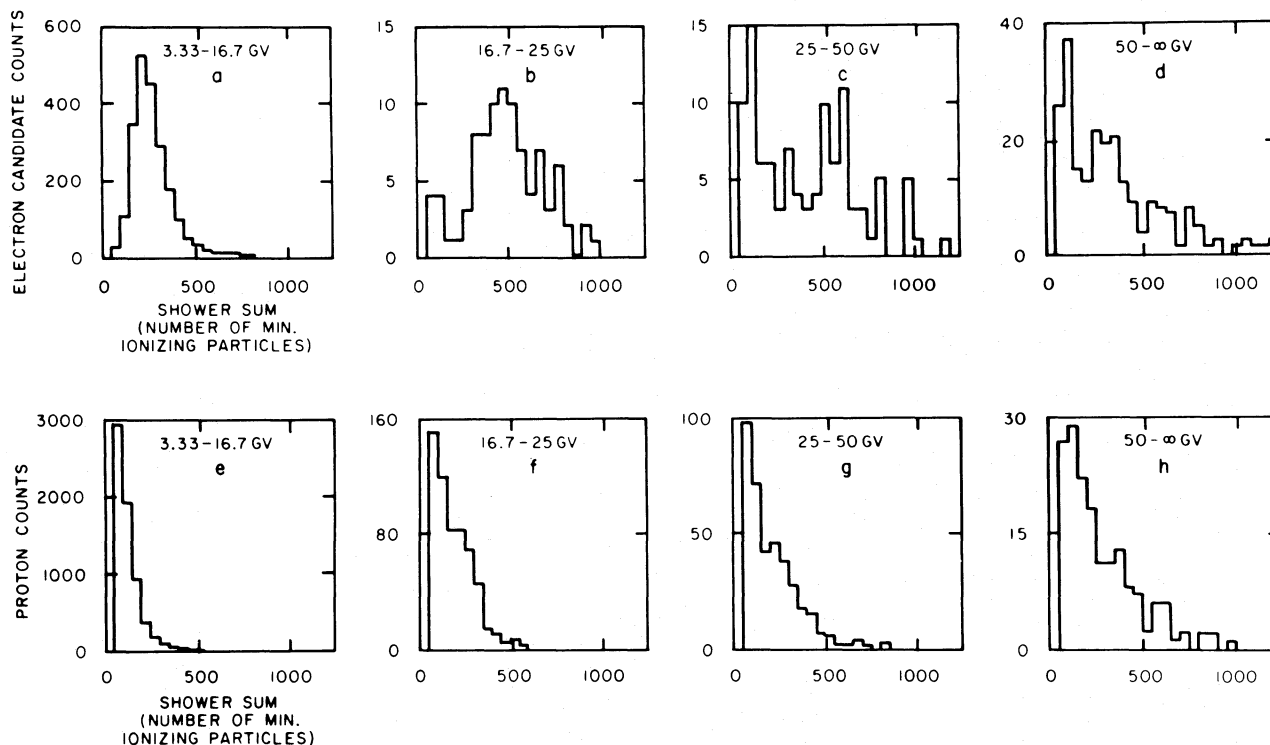 ELECTRON CANDIDATE COUNTS
600
400
200
0
3.33-16.7 GV
a
0 500 1000
SHOWER SUM
(NUMBER OF MIN.
IONIZING PARTICLES)
15
10
5
0
16.7-25 GV
b
0 500 1000
15
10
5
0
25-50 GV
c
0 500 1000
40
20
0
50-∞ GV
d
0 500 1000
PROTON COUNTS
3000
2000
1000
0
3.33-16.7 GV
e
0 500 1000
SHOWER SUM
(NUMBER OF MIN.
IONIZING PARTICLES)
160
80
0
16.7-25 GV
f
0 500 1000
100
50
0
25-50 GV
g
0 500 1000
30
15
0
50-∞ GV
h
0 500 1000